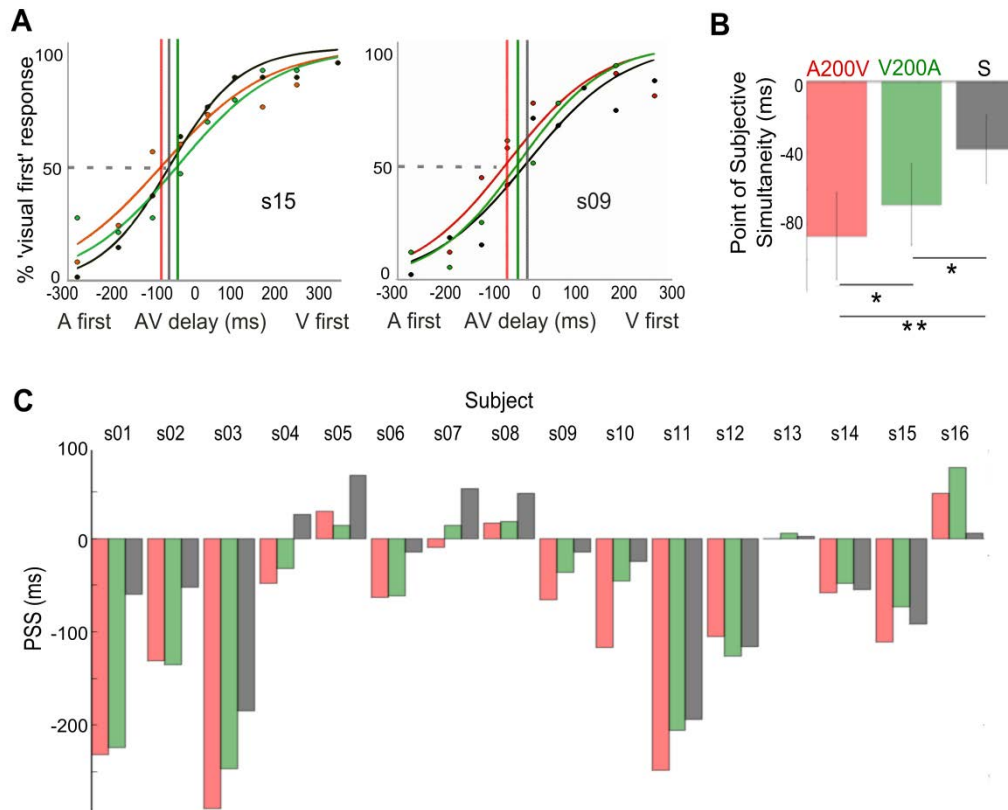 A
% 'visual first' response
100
50
0
s15
-300 -200 -100 0 100 200 300
A first AV delay (ms) V first
100
50
0
s09
-300 -200 -100 0 100 200 300
A first AV delay (ms) V first
B
A200V V200A S
Point of Subjective
Simultaneity (ms)
0
-40
-80
*
*
**
C
Subject
s01 s02 s03 s04 s05 s06 s07 s08 s09 s10 s11 s12 s13 s14 s15 s16
PSS (ms)
100
0
-100
-200